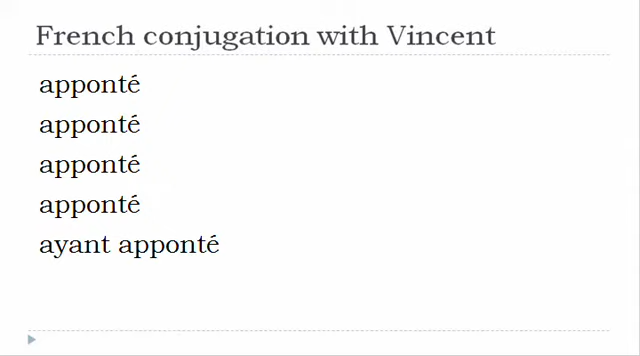 French conjugation with Vincent
apponté
apponté
apponté
apponté
ayant apponté